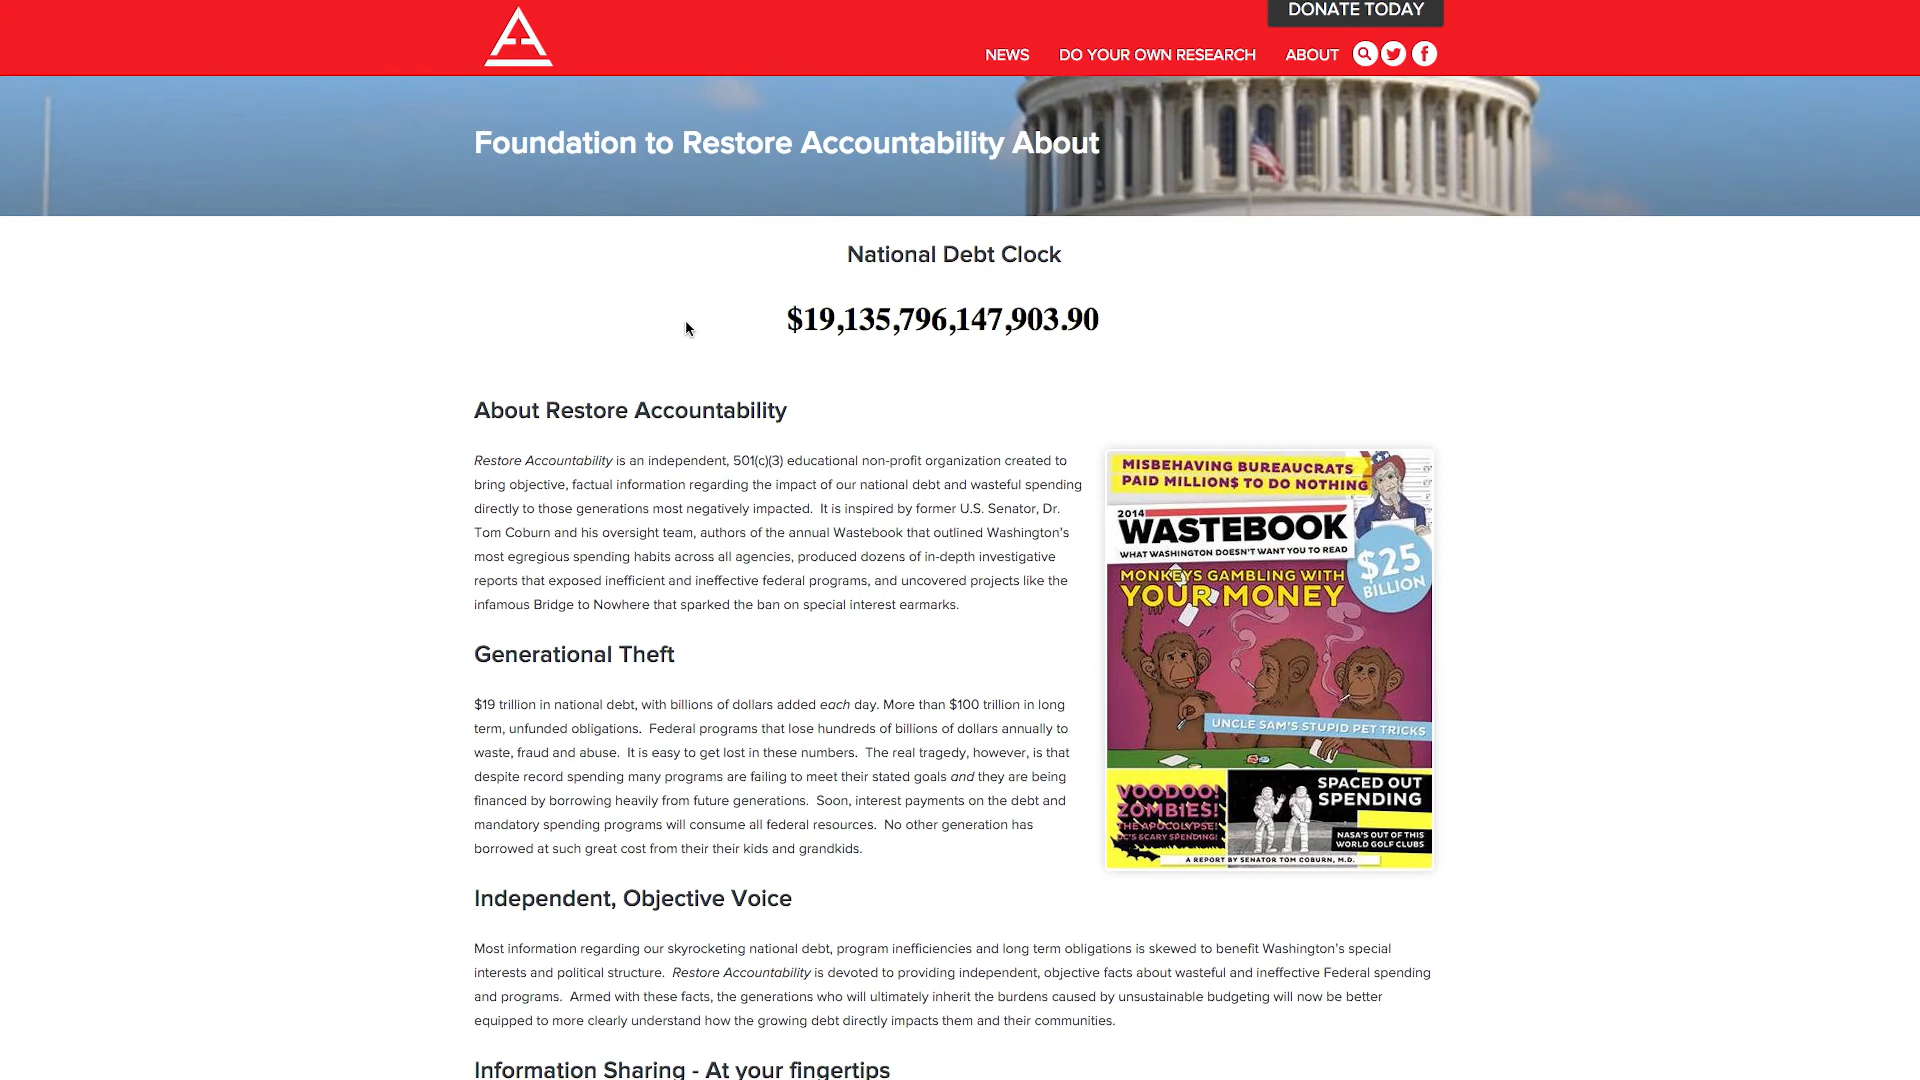 DONATE TODAY
NEWS DO YOUR OWN RESEARCH ABOUT
Foundation to Restore Accountability About
National Debt Clock
$19,135,796,147,903.90
About Restore Accountability
Restore Accountability is an independent, 501(c)(3) educational non-profit organization created to
bring objective, factual information regarding the impact of our national debt and wasteful spending
directly to those generations most negatively impacted. It is inspired by former U.S. Senator, Dr.
Tom Coburn and his oversight team, authors of the annual Wastebook that outlined Washington's
most egregious spending habits across all agencies, produced dozens of in-depth investigative
reports that exposed inefficient and ineffective federal programs, and uncovered projects like the
infamous Bridge to Nowhere that sparked the ban on special interest earmarks.
MISBEHAVING BUREAUCRATS
PAID MILLION$ TO DO NOTHING
2014
WASTEBOOK
WHAT WASHINGTON DOESN'T WANT YOU TO READ
$25
BILLION
MONKEYS GAMBLING WITH
YOUR MONEY
UNCLE SAM'S STUPID PET TRICKS
VOODOO!
ZOMBIES!
THE APOCALYPSE!
DC'S SCARY SPENDING!
SPACED OUT
SPENDING
NASA'S OUT OF THIS
WORLD GOLF CLUBS
A REPORT BY SENATOR TOM COBURN, M.D.
Generational Theft
$19 trillion in national debt, with billions of dollars added each day. More than $100 trillion in long
term, unfunded obligations. Federal programs that lose hundreds of billions of dollars annually to
waste, fraud and abuse. It is easy to get lost in these numbers. The real tragedy, however, is that
despite record spending many programs are failing to meet their stated goals and they are being
financed by borrowing heavily from future generations. Soon, interest payments on the debt and
mandatory spending programs will consume all federal resources. No other generation has
borrowed at such great cost from their their kids and grandkids.
Independent, Objective Voice
Most information regarding our skyrocketing national debt, program inefficiencies and long term obligations is skewed to benefit Washington's special
interests and political structure. Restore Accountability is devoted to providing independent, objective facts about wasteful and ineffective Federal spending
and programs. Armed with these facts, the generations who will ultimately inherit the burdens caused by unsustainable budgeting will now be better
equipped to more clearly understand how the growing debt directly impacts them and their communities.
Information Sharing - At your fingertips